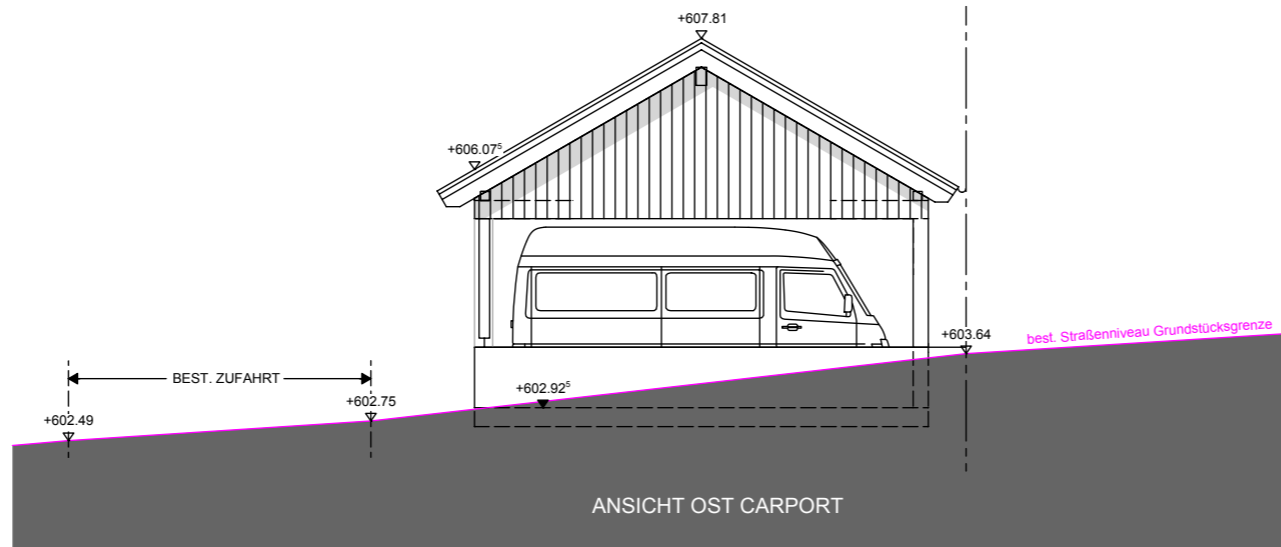 +607.81
+606.07⁵
+603.64
best. Straßenniveau Grundstücksgrenze
BEST. ZUFAHRT
+602.92⁵
+602.75
+602.49
ANSICHT OST CARPORT